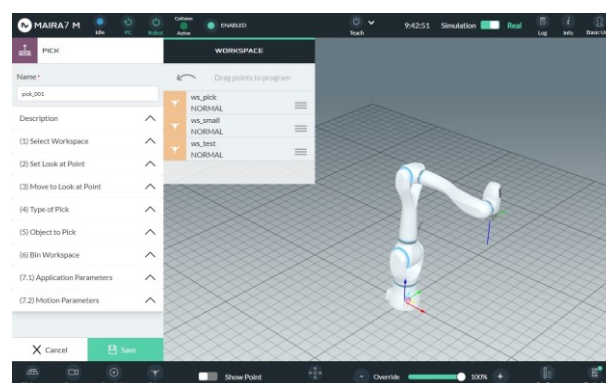 MAIRA7 M
Idle
PC
Robot
Collision
Active
ENABLED
Teach
9:42:51
Simulation
Real
Log
Info
PICK
WORKSPACE
Name *
Drag points to program
pick_001
ws_pick
NORMAL
Description
ws_small
NORMAL
(1) Select Workspace
ws_test
NORMAL
(2) Set Look at Point
(3) Move to Look at Point
(4) Type of Pick
(5) Object to Pick
(6) Bin Workspace
(7.1) Application Parameters
(7.2) Motion Parameters
X Cancel
Save
Show Point
- Override
100% +